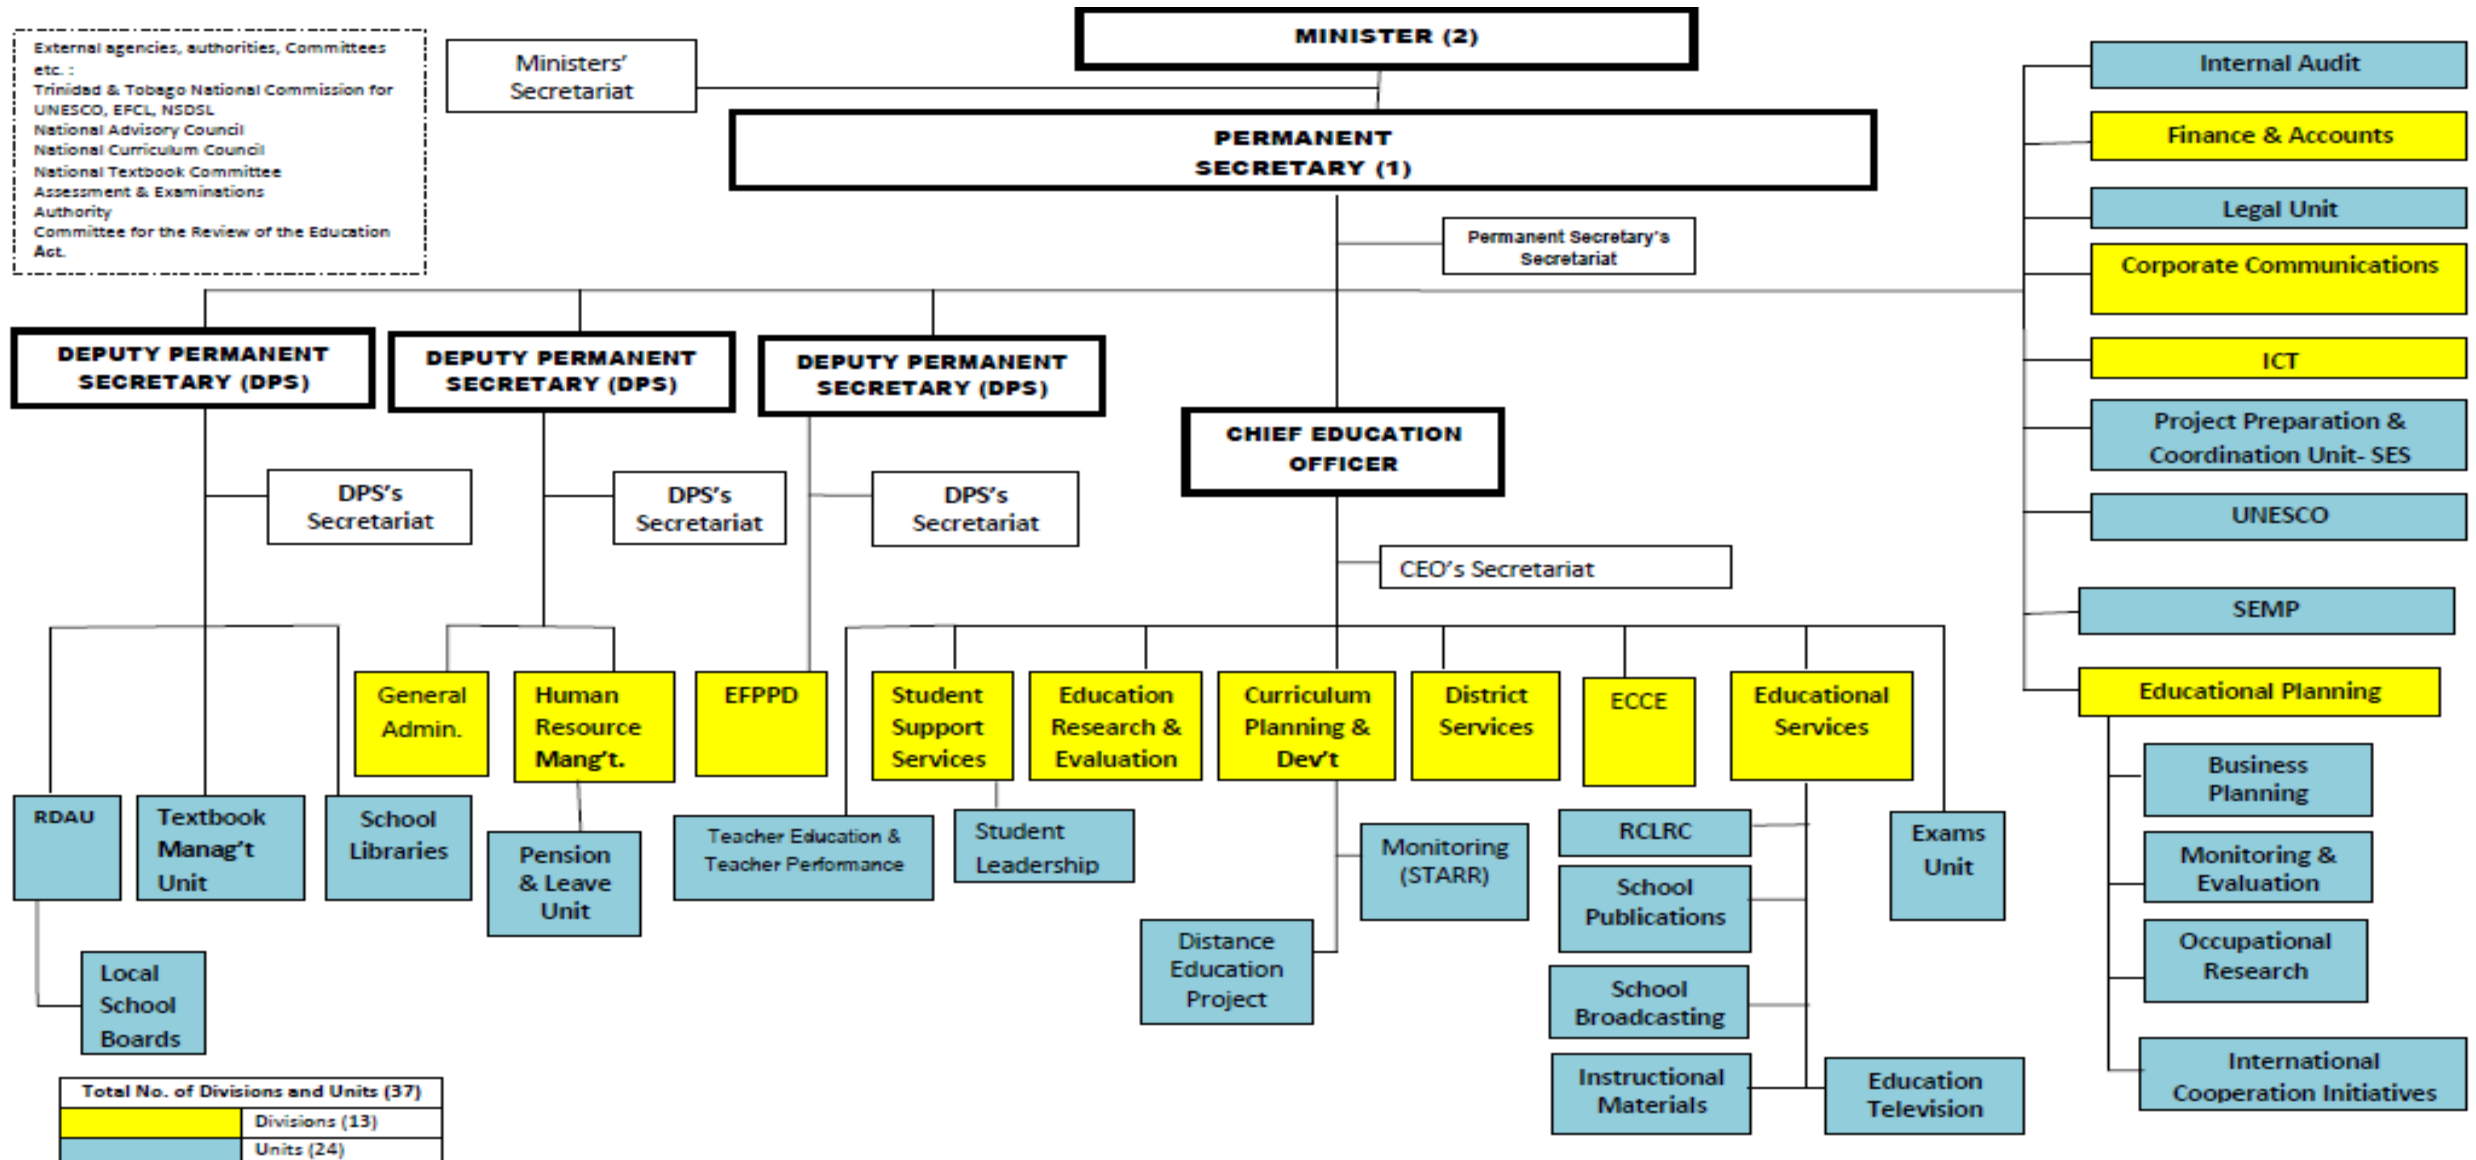 External agencies, authorities, Committees
etc. :
Trinidad & Tobago National Commission for
UNESCO, EFCL, NSDSL
National Advisory Council
National Curriculum Council
National Textbook Committee
Assessment & Examinations
Authority
Committee for the Review of the Education
Act.
Ministers'
Secretariat
MINISTER (2)
PERMANENT
SECRETARY (1)
Permanent Secretary's
Secretariat
Internal Audit
Finance & Accounts
Legal Unit
Corporate Communications
ICT
Project Preparation &
Coordination Unit- SES
UNESCO
SEMP
Educational Planning
Business
Planning
Monitoring &
Evaluation
Occupational
Research
International
Cooperation Initiatives
DEPUTY PERMANENT
SECRETARY (DPS)
DEPUTY PERMANENT
SECRETARY (DPS)
DEPUTY PERMANENT
SECRETARY (DPS)
CHIEF EDUCATION
OFFICER
DPS's
Secretariat
DPS's
Secretariat
DPS's
Secretariat
CEO's Secretariat
General
Admin.
Human
Resource
Mang't.
EFPPD
Student
Support
Services
Education
Research &
Evaluation
Curriculum
Planning &
Dev't
District
Services
ECCE
Educational
Services
RDAU
Textbook
Manag't
Unit
School
Libraries
Pension
& Leave
Unit
Teacher Education &
Teacher Performance
Student
Leadership
Monitoring
(STARR)
Distance
Education
Project
RCLRC
School
Publications
School
Broadcasting
Instructional
Materials
Education
Television
Exams
Unit
Local
School
Boards
Total No. of Divisions and Units (37)
Divisions (13)
Units (24)